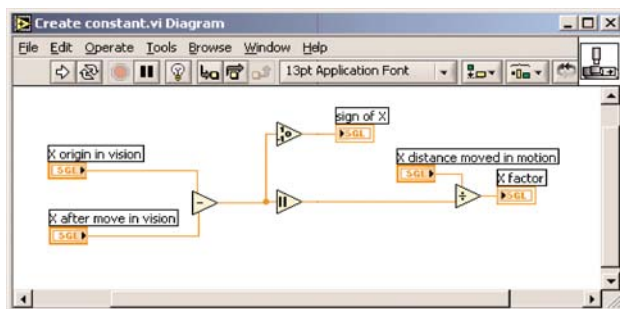 Create constant.vi Diagram
File Edit Operate Tools Browse Window Help
13pt Application Font
sign of X
SGL
X origin in vision
SGL
X distance moved in motion
SGL
X factor
SGL
X after move in vision
SGL